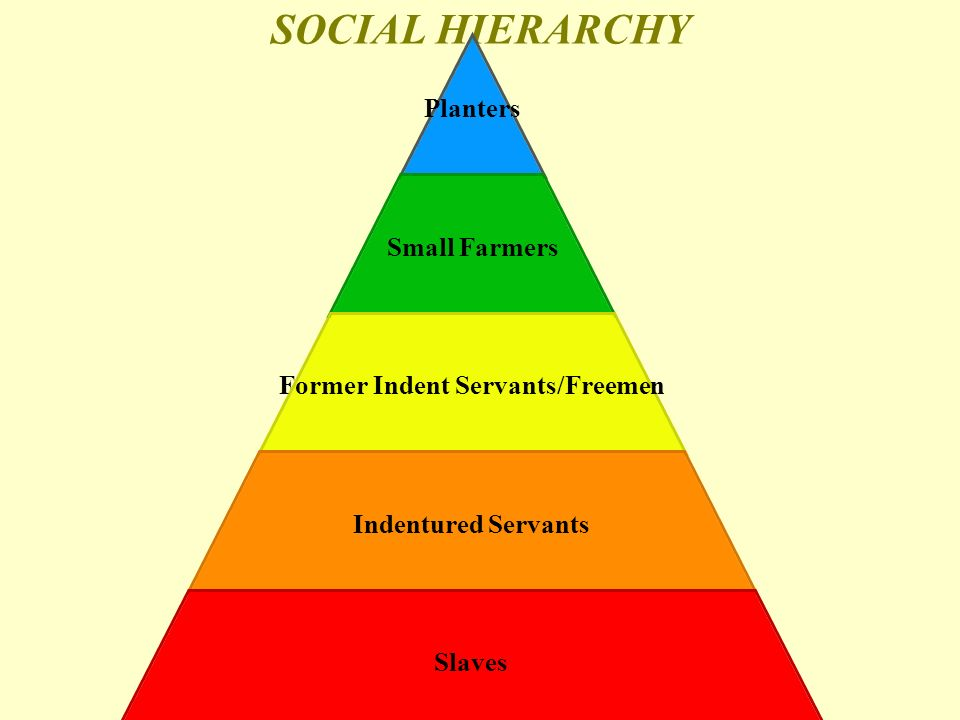 SOCIAL HIERARCHY
Planters
Small Farmers
Former Indent Servants/Freemen
Indentured Servants
Slaves